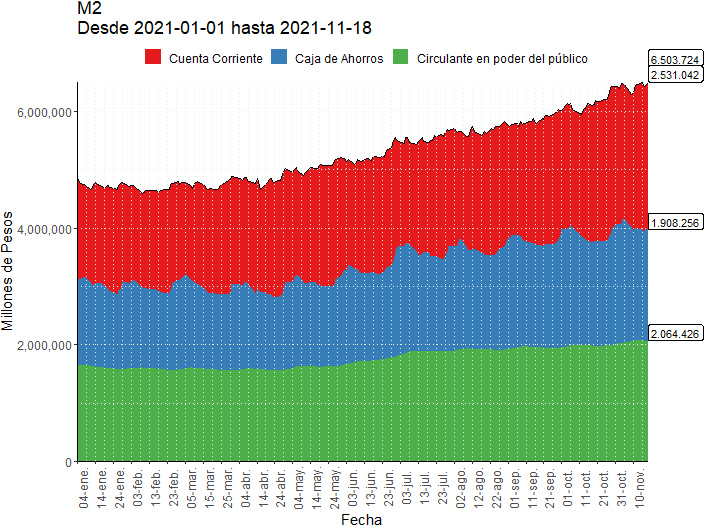 M2
Desde 2021-01-01 hasta 2021-11-18
Cuenta Corriente Caja de Ahorros Circulante en poder del público
6.503.724
2.531.042
1.908.256
2.064.426
6,000,000
4,000,000
2,000,000
0
Millones de Pesos
04-ene. 14-ene. 24-ene. 03-feb. 13-feb. 23-feb. 05-mar. 15-mar. 25-mar. 04-abr. 14-abr. 24-abr. 04-may. 14-may. 24-may. 03-jun. 13-jun. 23-jun. 03-jul. 13-jul. 23-jul. 02-ago. 12-ago. 22-ago. 01-sep. 11-sep. 21-sep. 01-oct. 11-oct. 21-oct. 31-oct. 10-nov.
Fecha